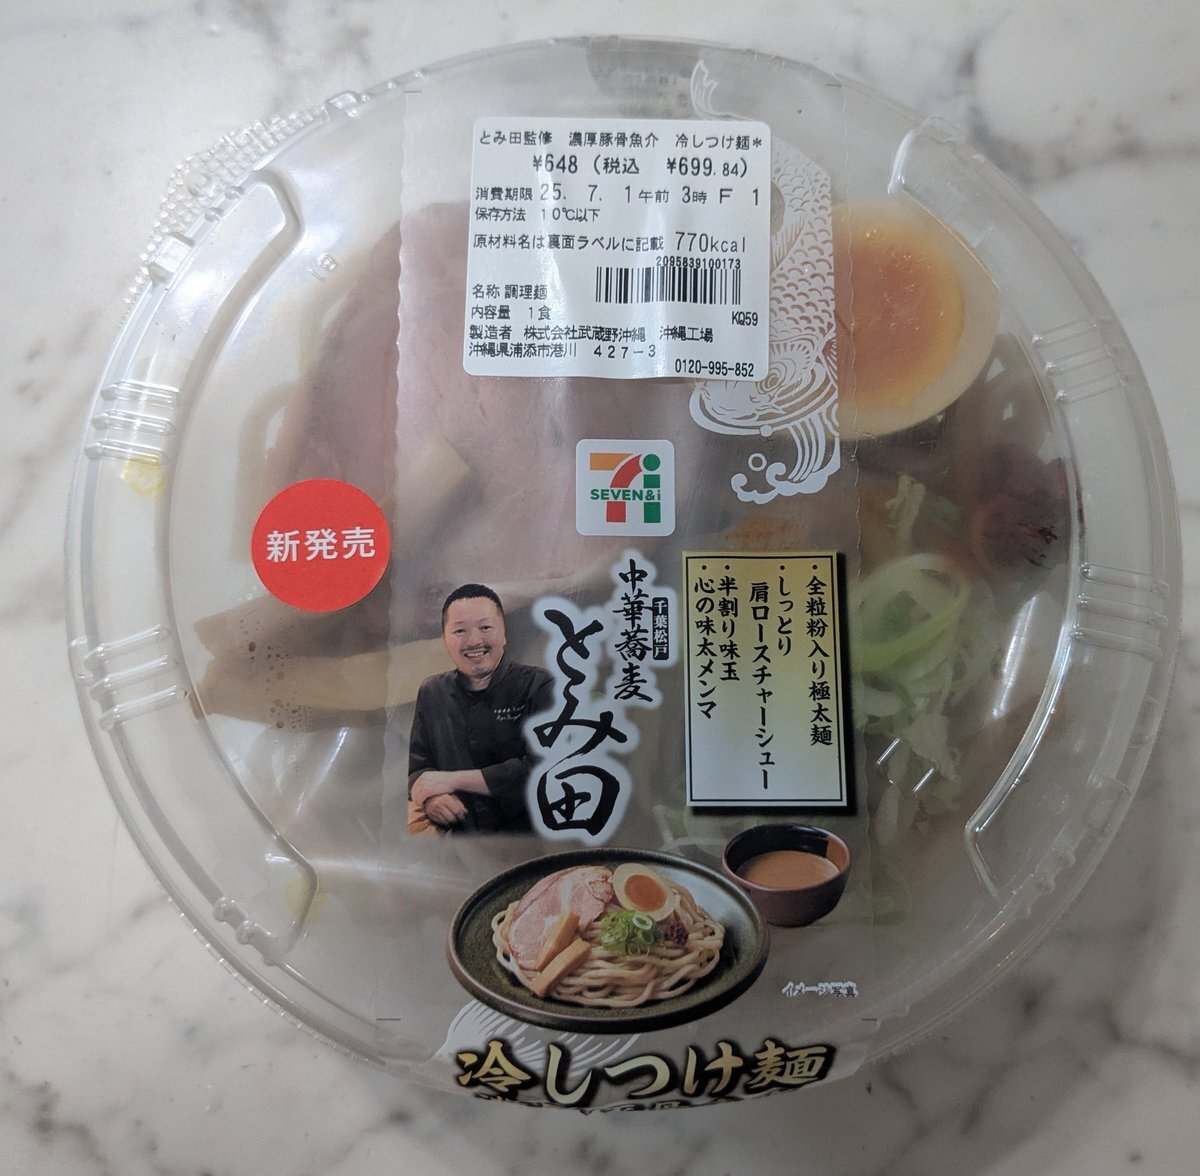 とみ田監修 濃厚豚骨魚介 冷しつけ麺*
¥648 (税込 ¥699.84)
消費期限 25. 7. 1午前 3時 F 1
保存方法 10℃以下
原材料名は裏面ラベルに記載 770kcal
2095839100173
名称 調理麺
内容量 1食
KQ59
製造者 株式会社武蔵野沖縄 沖縄工場
沖縄県浦添市港川 427-3
0120-995-852
SEVEN&i
新発売
中華蕎麦
千葉松戸
とみ田
・全粒粉入り極太麺
・しっとり
肩ロースチャーシュー
・半割り味玉
・心の味太メンマ
イメージ写真
冷しつけ麺